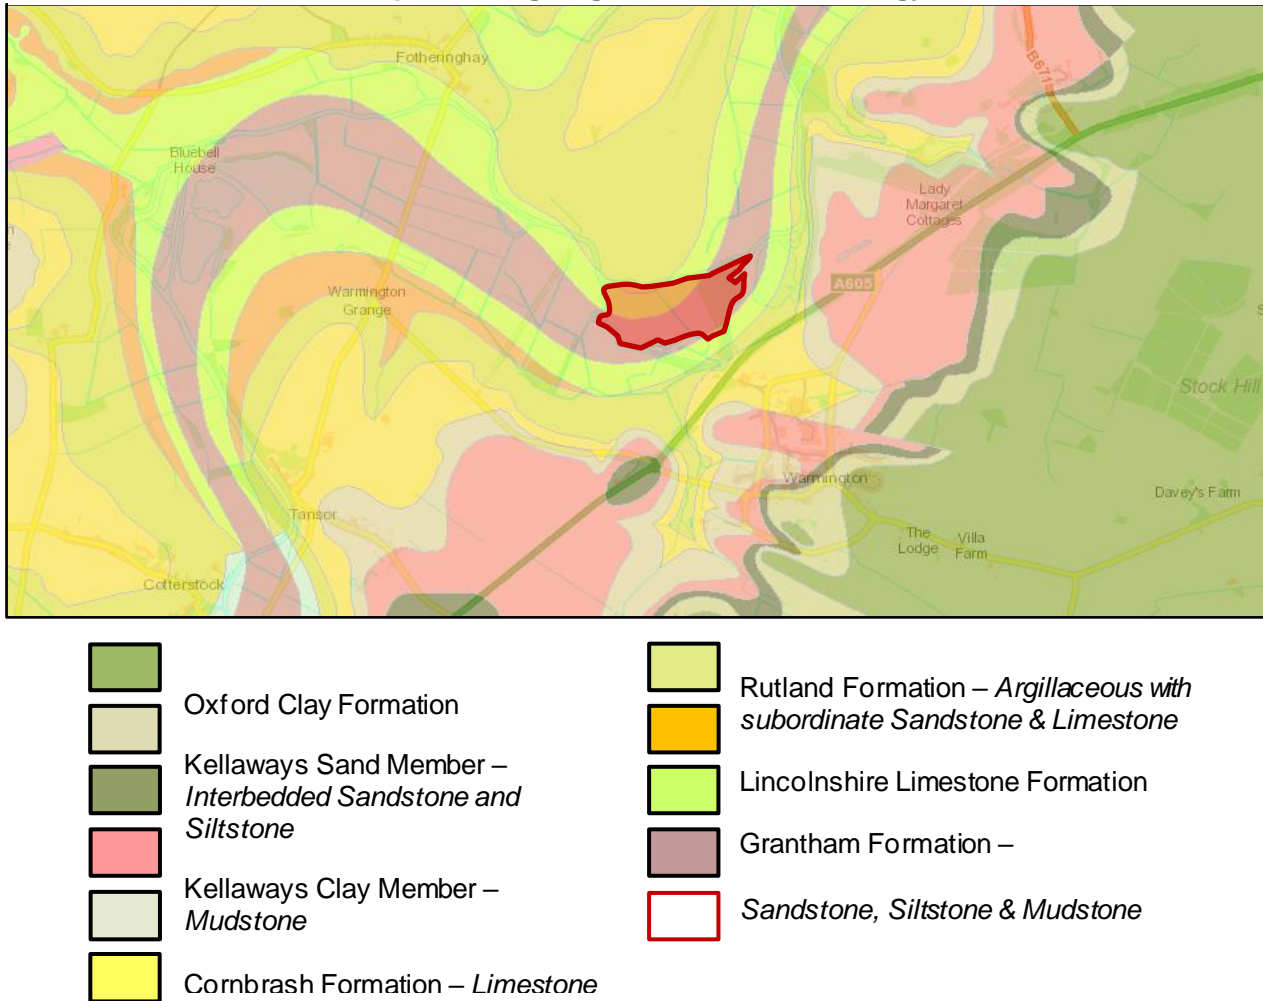 Fotheringhay
B671
Bluebell
House
Lady
Margaret
Cottages
A605
Warmington
Grange
Stock Hill
Warmington
Davey's Farm
Tansor
The
Lodge
Villa
Farm
Cotterstock
Oxford Clay Formation
Kellaways Sand Member –
Interbedded Sandstone and
Siltstone
Kellaways Clay Member –
Mudstone
Cornbrash Formation – Limestone
Rutland Formation – Argillaceous with
subordinate Sandstone & Limestone
Lincolnshire Limestone Formation
Grantham Formation –
Sandstone, Siltstone & Mudstone